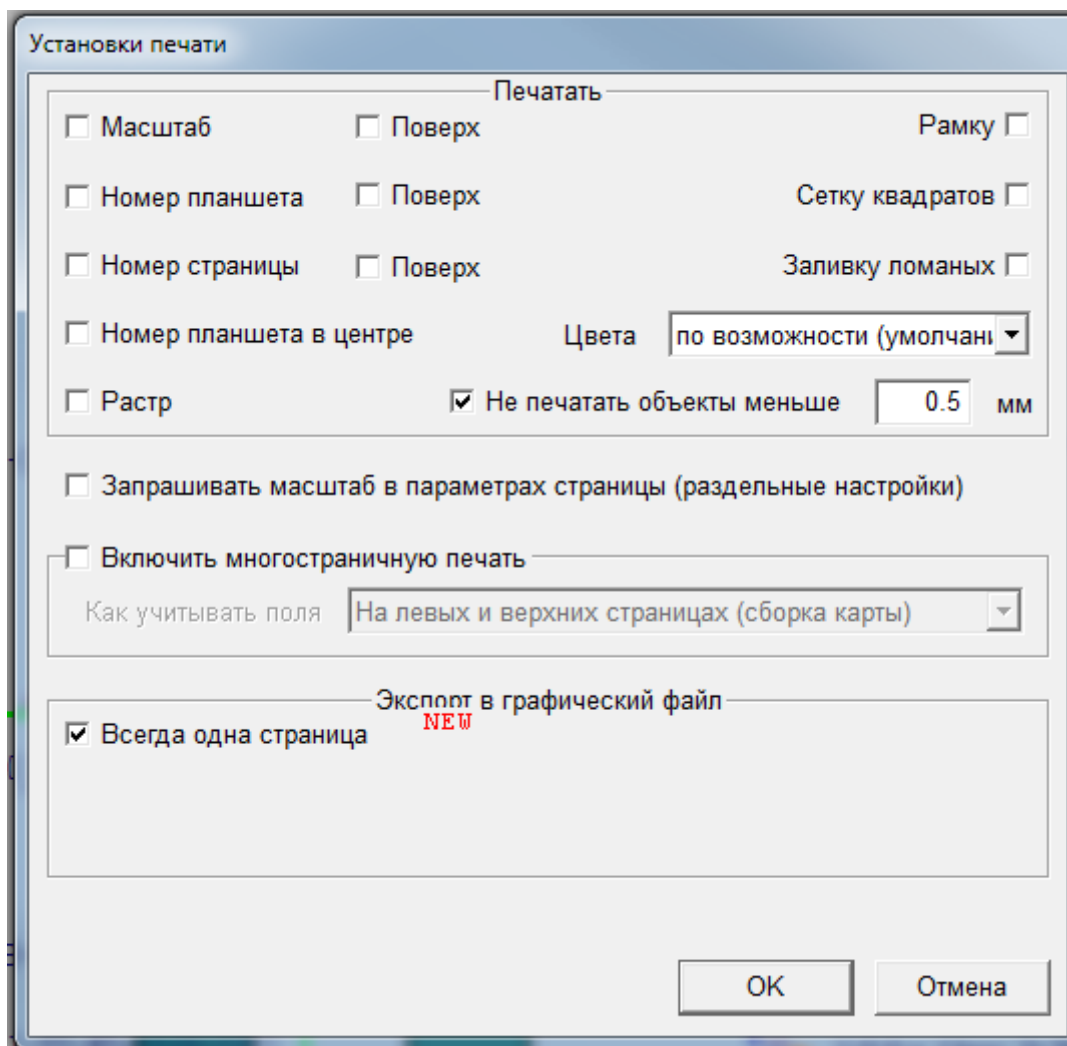 Установки печати
Печатать
Масштаб Поверх Рамку
Номер планшета Поверх Сетку квадратов
Номер страницы Поверх Заливку ломаных
Номер планшета в центре Цвета по возможности (умолчани
Растр Не печатать объекты меньше 0.5 мм
Запрашивать масштаб в параметрах страницы (раздельные настройки)
Включить многостраничную печать
Как учитывать поля На левых и верхних страницах (сборка карты)
Экспорт в графический файл
NEW
Всегда одна страница
OK Отмена